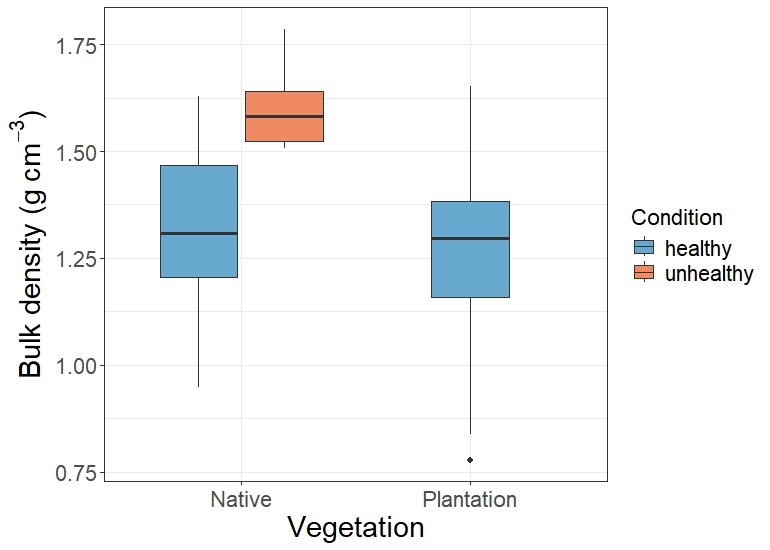 Bulk density (g cm⁻³)
1.75
1.50
1.25
1.00
0.75
Native Plantation
Vegetation
Condition
healthy
unhealthy